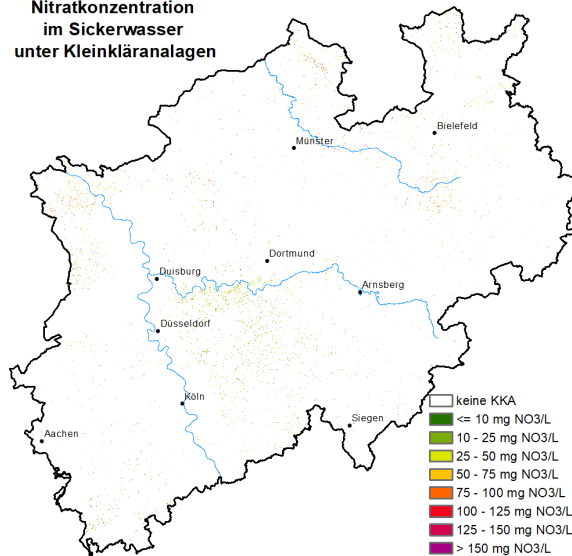 Nitratkonzentration
im Sickerwasser
unter Kleinkläranalagen
Bielefeld
Münster
Dortmund
Duisburg
Arnsberg
Düsseldorf
Köln
Siegen
Aachen
keine KKA
<= 10 mg NO3/L
10 - 25 mg NO3/L
25 - 50 mg NO3/L
50 - 75 mg NO3/L
75 - 100 mg NO3/L
100 - 125 mg NO3/L
125 - 150 mg NO3/L
> 150 mg NO3/L